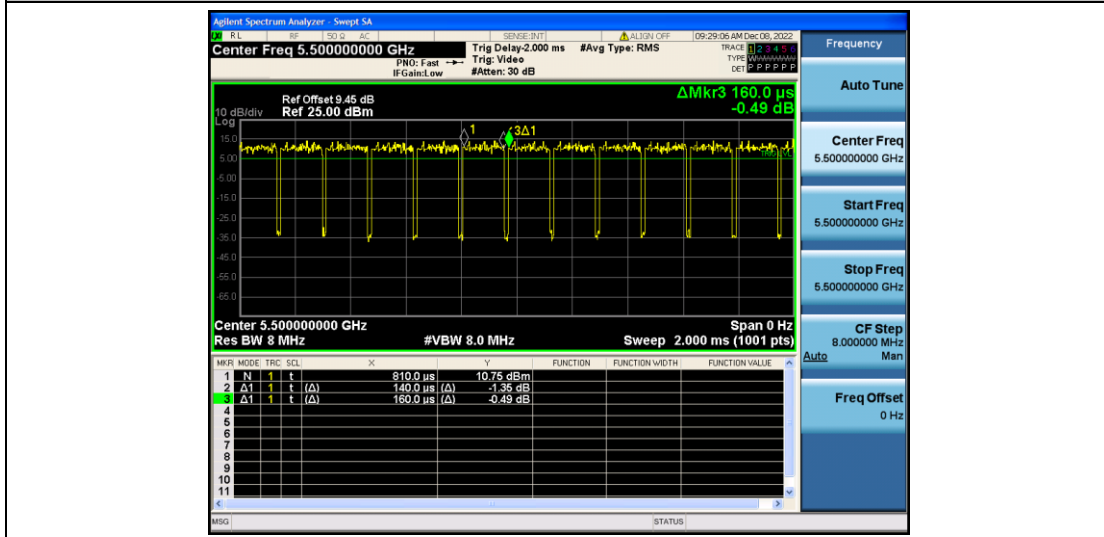 Agilent Spectrum Analyzer - Swept SA
RL RF 50 Ω AC SENSE:INT ALIGN OFF 09:29:06 AM Dec 08, 2022
Center Freq 5.500000000 GHz
Trig Delay-2.000 ms #Avg Type: RMS
TRACE 1 2 3 4 5 6
PNO: Fast Trig: Video
TYPE
IFGain:Low #Atten: 30 dB
DET P P P P P P
ΔMkr3 160.0 µs
-0.49 dB
Ref Offset 9.45 dB
10 dB/div Ref 25.00 dBm
Log
1
3Δ1
15.0
5.00
-5.00
-15.0
-25.0
-35.0
-45.0
-55.0
-65.0
Center 5.500000000 GHz Span 0 Hz
Res BW 8 MHz #VBW 8.0 MHz Sweep 2.000 ms (1001 pts)
MKR MODE TRC SCL X Y FUNCTION FUNCTION WIDTH FUNCTION VALUE
1 N 1 t 810.0 µs 10.75 dBm
2 Δ1 1 t (Δ) 140.0 µs (Δ) -1.35 dB
3 Δ1 1 t (Δ) 160.0 µs (Δ) -0.49 dB
4
5
6
7
8
9
10
11
MSG STATUS
Frequency
Auto Tune
Center Freq
5.500000000 GHz
Start Freq
5.500000000 GHz
Stop Freq
5.500000000 GHz
CF Step
8.000000 MHz
Auto Man
Freq Offset
0 Hz